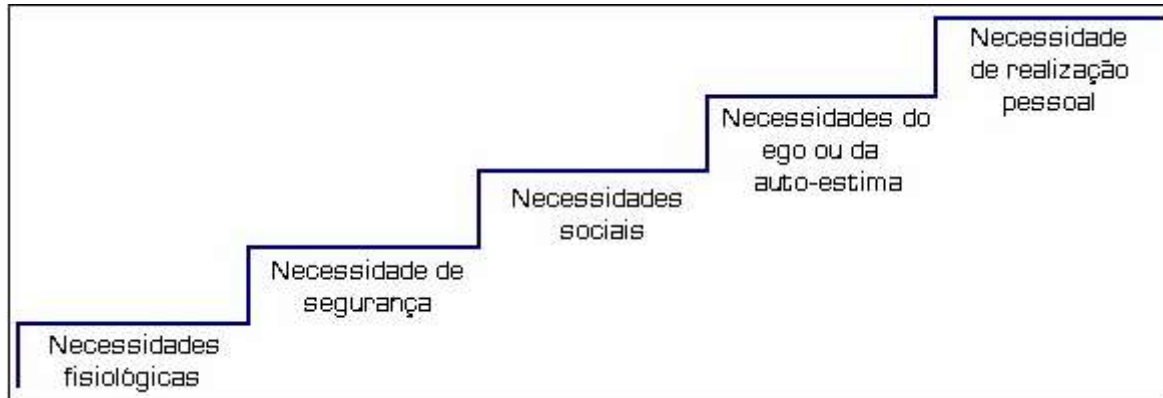 Necessidade
de realização
pessoal
Necessidades do
ego ou da
auto-estima
Necessidades
sociais
Necessidade de
segurança
Necessidades
fisiológicas